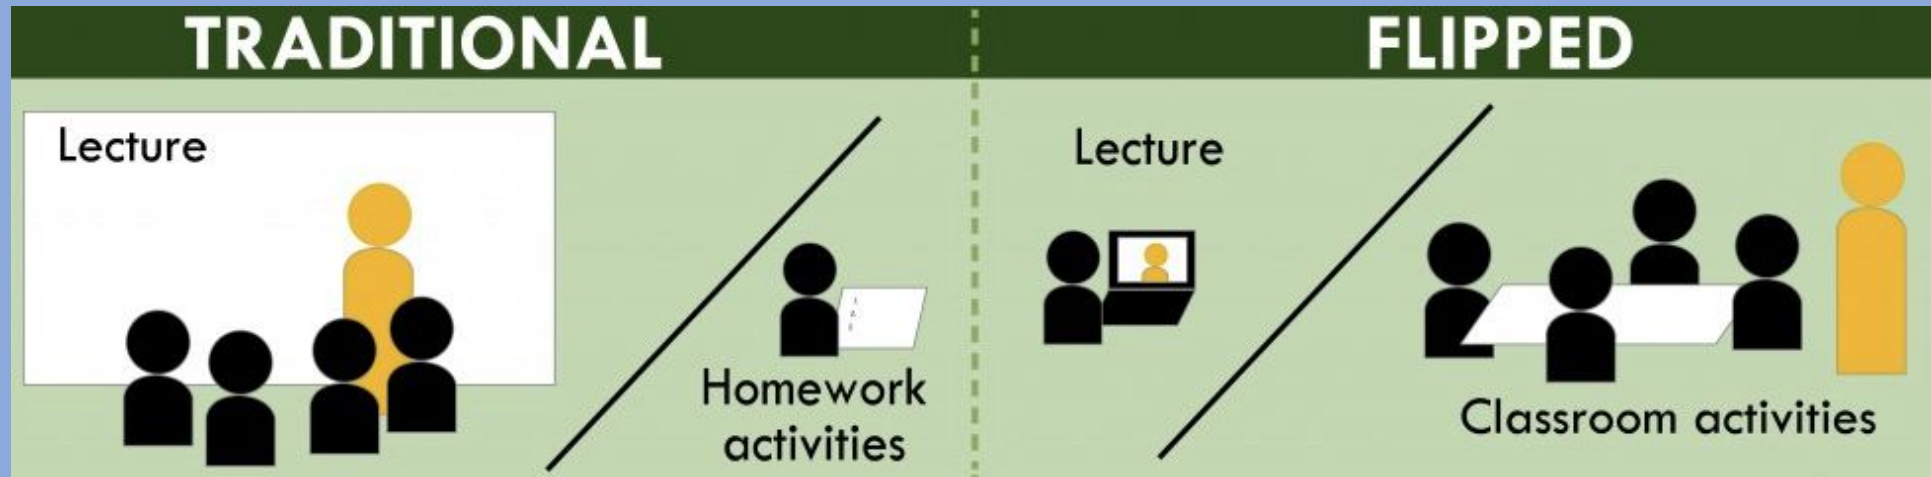 TRADITIONAL
Lecture
Homework
activities
FLIPPED
Lecture
Classroom activities